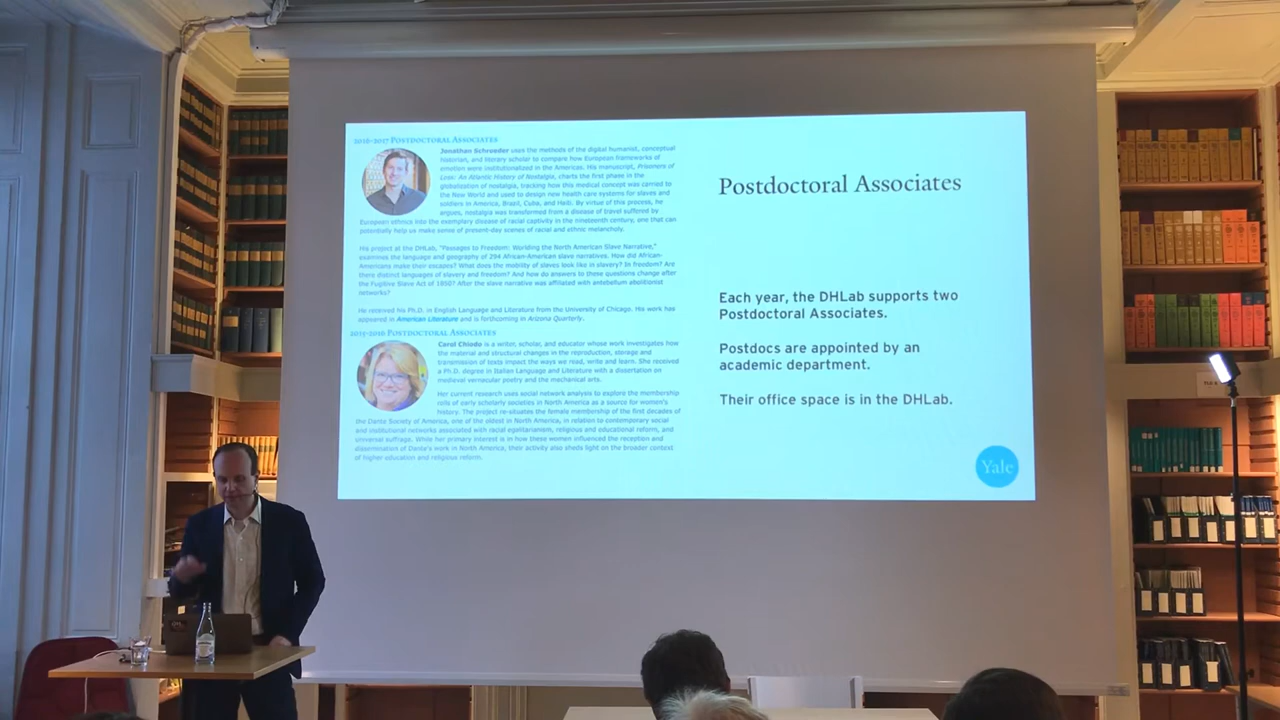 2016-2017 Postdoctoral Associates
Jonathan Schroeder uses the methods of the digital humanist, conceptual
historian, and literary scholar to compare how European frameworks of
emotion were institutionalized in the Americas. His manuscript, Prisoners of
Loss: An Atlantic History of Nostalgia, charts the first phase in the
globalization of nostalgia, tracking how this medical concept was carried to
the New World and used to design new health care systems for slaves and
soldiers in America, Brazil, Cuba, and Haiti. By virtue of this process, he
argues, nostalgia was transformed from a disease of travel suffered by
European ethnics into the exemplary disease of racial captivity in the nineteenth century, one that can
potentially help us make sense of present-day scenes of racial and ethnic melancholy.
His project at the DHLab, "Passages to Freedom: Worlding the North American Slave Narrative,"
examines the language and geography of 294 African-American slave narratives. How did African-
Americans make their escapes? What does the mobility of slaves look like in slavery? In freedom? Are
there distinct languages of slavery and freedom? And how do answers to these questions change after
the Fugitive Slave Act of 1850? After the slave narrative was affiliated with antebellum abolitionist
networks?
He received his Ph.D. in English Language and Literature from the University of Chicago. His work has
appeared in American Literature and is forthcoming in Arizona Quarterly.
2015-2016 Postdoctoral Associates
Carol Chiodo is a writer, scholar, and educator whose work investigates how
the material and structural changes in the reproduction, storage and
transmission of texts impact the ways we read, write and learn. She received
a Ph.D. degree in Italian Language and Literature with a dissertation on
medieval vernacular poetry and the mechanical arts.
Her current research uses social network analysis to explore the membership
rolls of early scholarly societies in North America as a source for women's
history. The project re-situates the female membership of the first decades of
the Dante Society of America, one of the oldest in North America, in relation to contemporary social
and institutional networks associated with racial egalitarianism, religious and educational reform, and
universal suffrage. While her primary interest is in how these women influenced the reception and
dissemination of Dante's work in North America, their activity also sheds light on the broader context
of higher education and religious reform.
Postdoctoral Associates
Each year, the DHLab supports two
Postdoctoral Associates.
Postdocs are appointed by an
academic department.
Their office space is in the DHLab.
Yale